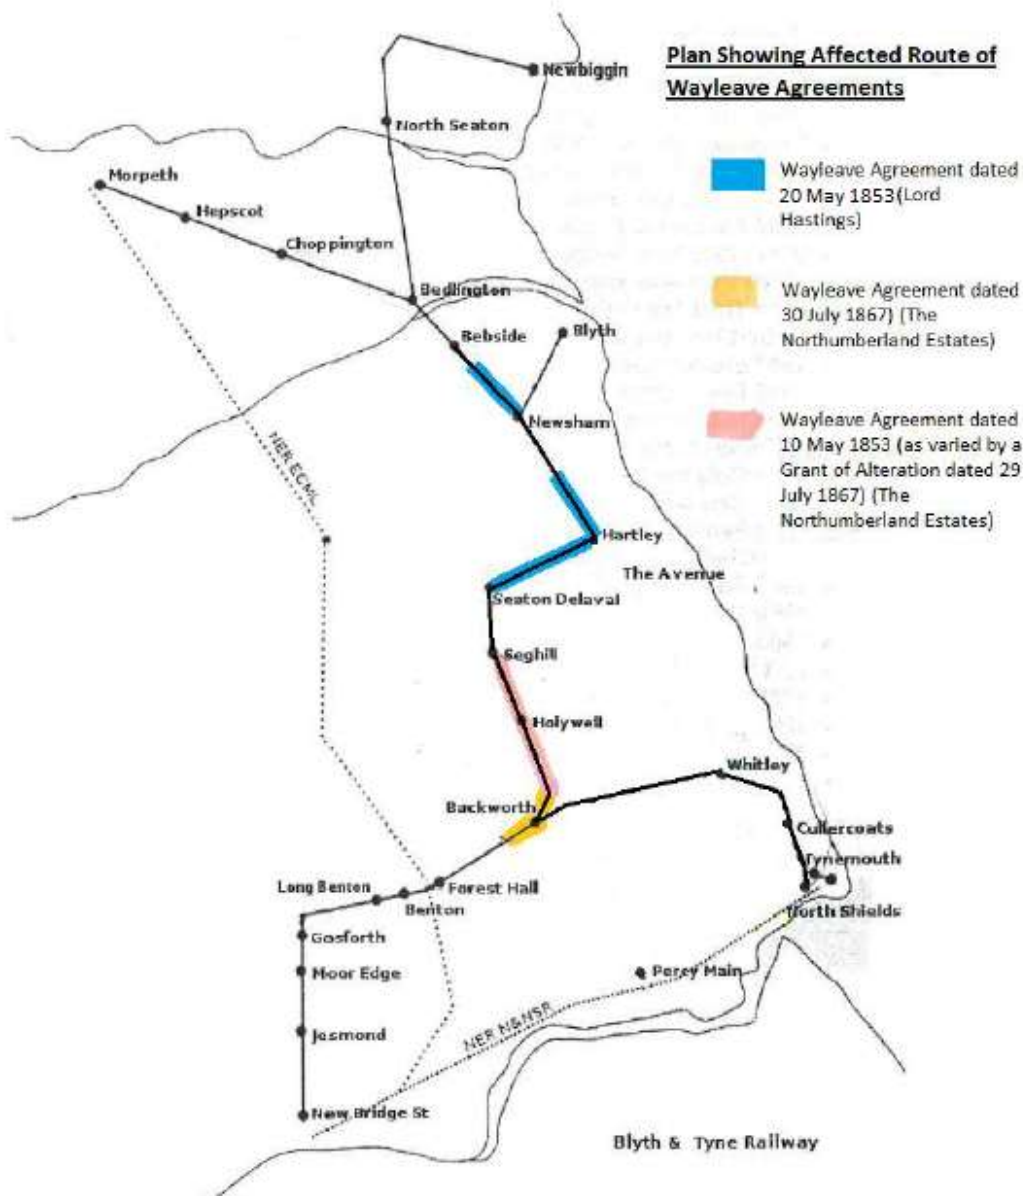 Plan Showing Affected Route of
Wayleave Agreements
Newbiggin
North Seaton
Morpeth
Hepscot
Choppington
Bedlington
Bebside
Blyth
Newsham
NER ECML
Hartley
The Avenue
Seaton Delaval
Seghill
Holywell
Whitley
Backworth
Cullercoats
Tynemouth
Long Benton
Forest Hall
Benton
North Shields
Gosforth
Moor Edge
Percy Main
NER N&NSR
Jesmond
New Bridge St
Blyth & Tyne Railway
Wayleave Agreement dated
20 May 1853(Lord
Hastings)
Wayleave Agreement dated
30 July 1867) (The
Northumberland Estates)
Wayleave Agreement dated
10 May 1853 (as varied by a
Grant of Alteration dated 29
July 1867) (The
Northumberland Estates)